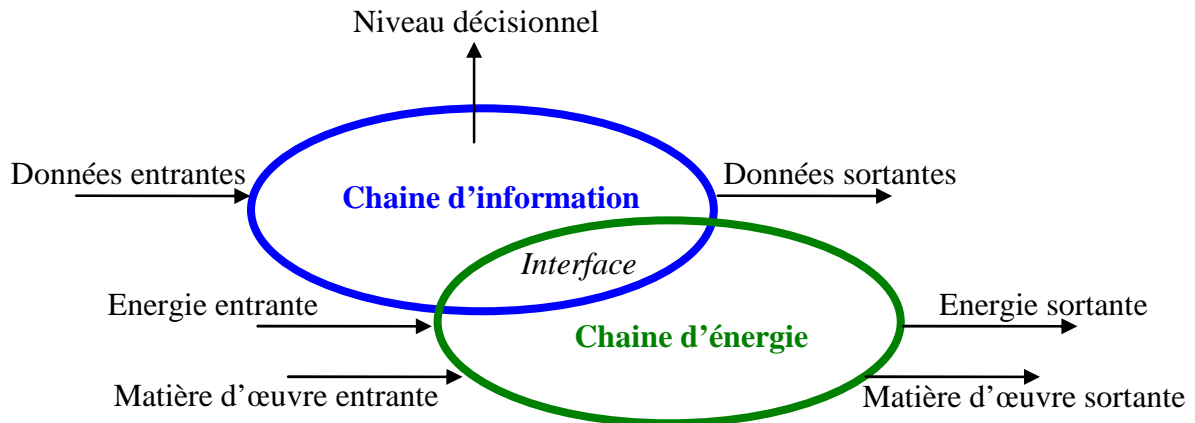 Niveau décisionnel
Données entrantes
Chaine d’information
Données sortantes
Interface
Energie entrante
Energie sortante
Chaine d’énergie
Matière d’œuvre entrante
Matière d’œuvre sortante